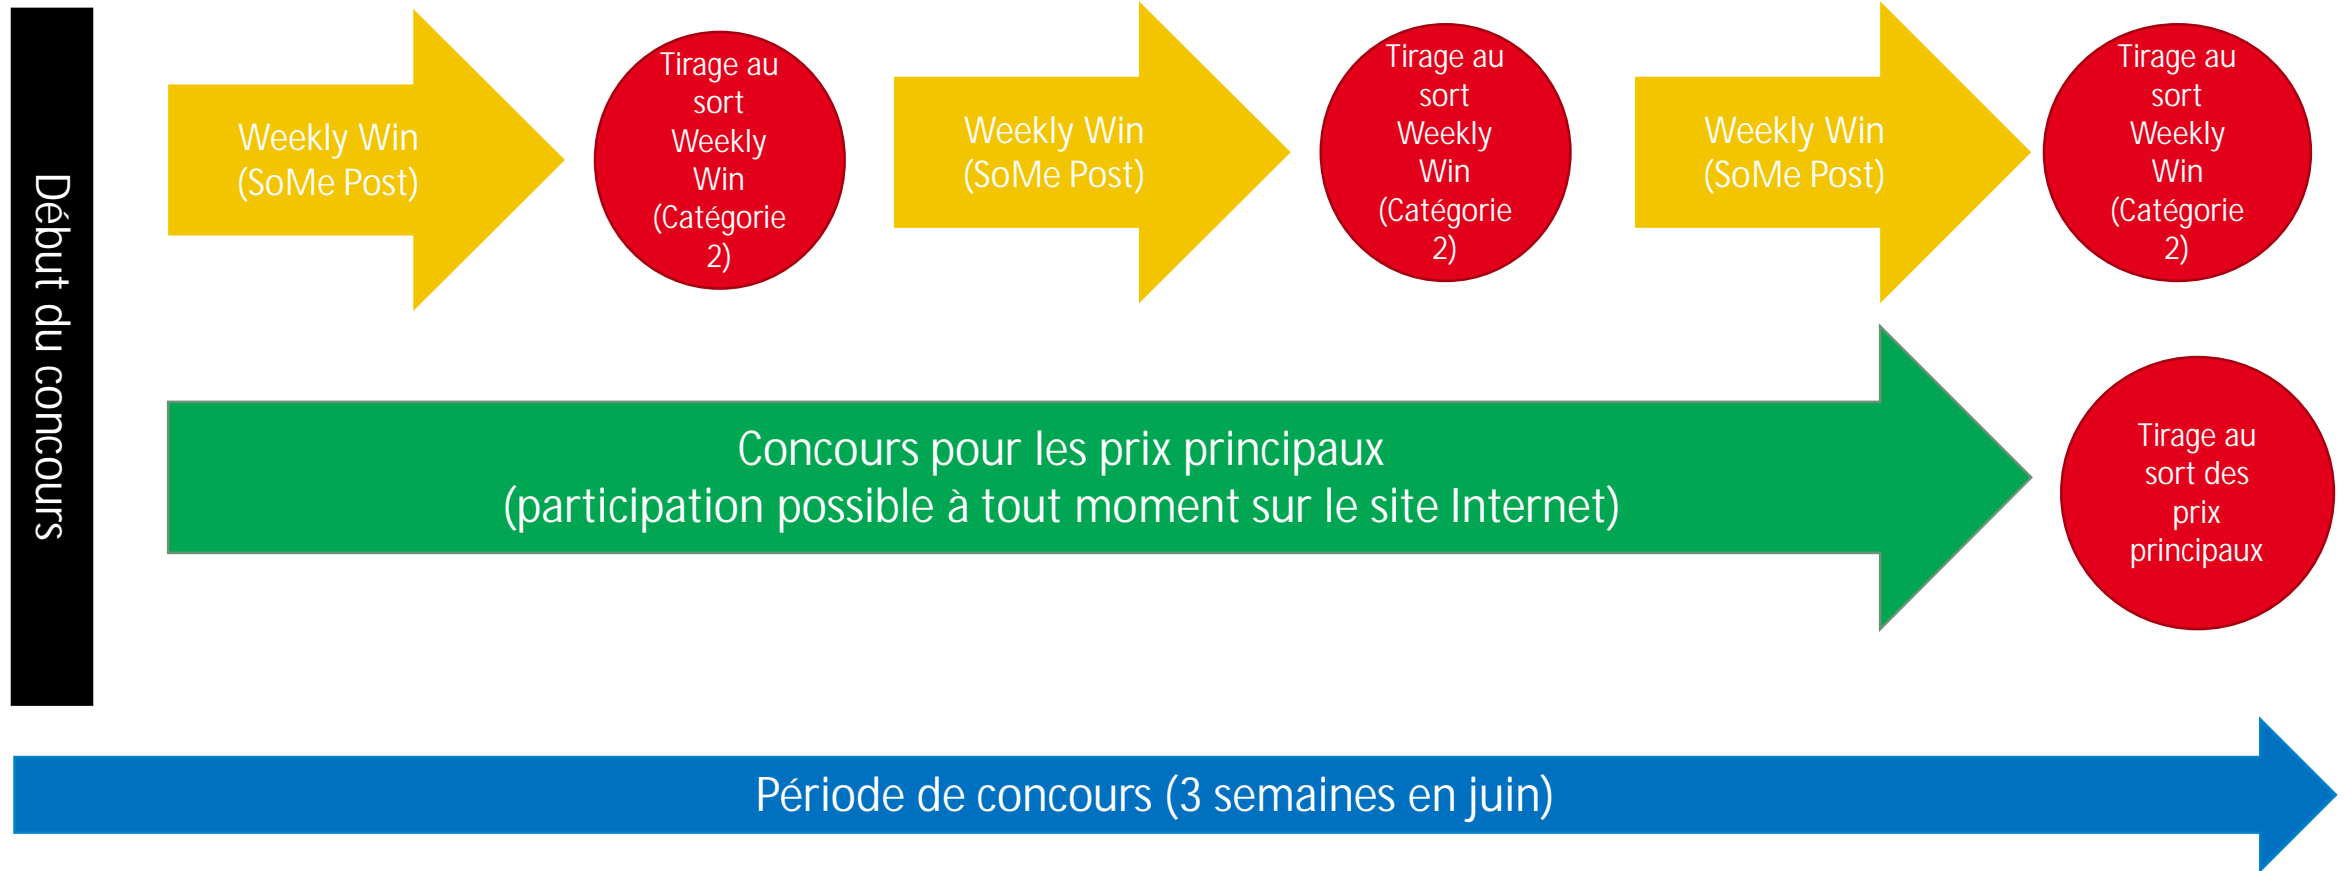 Début du concours
Weekly Win
(SoMe Post)
Tirage au
sort
Weekly
Win
(Catégorie
2)
Weekly Win
(SoMe Post)
Tirage au
sort
Weekly
Win
(Catégorie
2)
Weekly Win
(SoMe Post)
Tirage au
sort
Weekly
Win
(Catégorie
2)
Concours pour les prix principaux
(participation possible à tout moment sur le site Internet)
Tirage au
sort des
prix
principaux
Période de concours (3 semaines en juin)